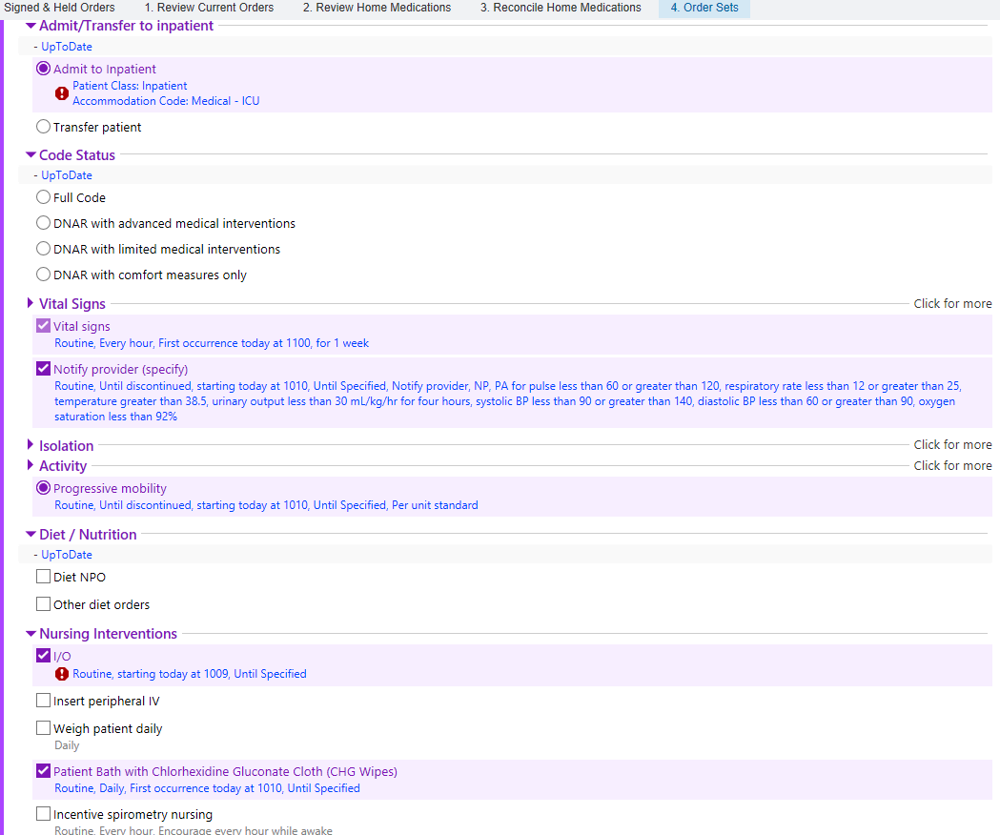 Signed & Held Orders 1. Review Current Orders 2. Review Home Medications 3. Reconcile Home Medications 4. Order Sets
Admit/Transfer to inpatient
- UpToDate
Admit to Inpatient
Patient Class: Inpatient
Accommodation Code: Medical - ICU
Transfer patient
Code Status
- UpToDate
Full Code
DNAR with advanced medical interventions
DNAR with limited medical interventions
DNAR with comfort measures only
Vital Signs Click for more
Vital signs
Routine, Every hour, First occurrence today at 1100, for 1 week
Notify provider (specify)
Routine, Until discontinued, starting today at 1010, Until Specified, Notify provider, NP, PA for pulse less than 60 or greater than 120, respiratory rate less than 12 or greater than 25,
temperature greater than 38.5, urinary output less than 30 mL/kg/hr for four hours, systolic BP less than 90 or greater than 140, diastolic BP less than 60 or greater than 90, oxygen
saturation less than 92%
Isolation Click for more
Activity Click for more
Progressive mobility
Routine, Until discontinued, starting today at 1010, Until Specified, Per unit standard
Diet / Nutrition
- UpToDate
Diet NPO
Other diet orders
Nursing Interventions
I/O
Routine, starting today at 1009, Until Specified
Insert peripheral IV
Weigh patient daily
Daily
Patient Bath with Chlorhexidine Gluconate Cloth (CHG Wipes)
Routine, Daily, First occurrence today at 1010, Until Specified
Incentive spirometry nursing
Routine, Every hour, Encourage every hour while awake